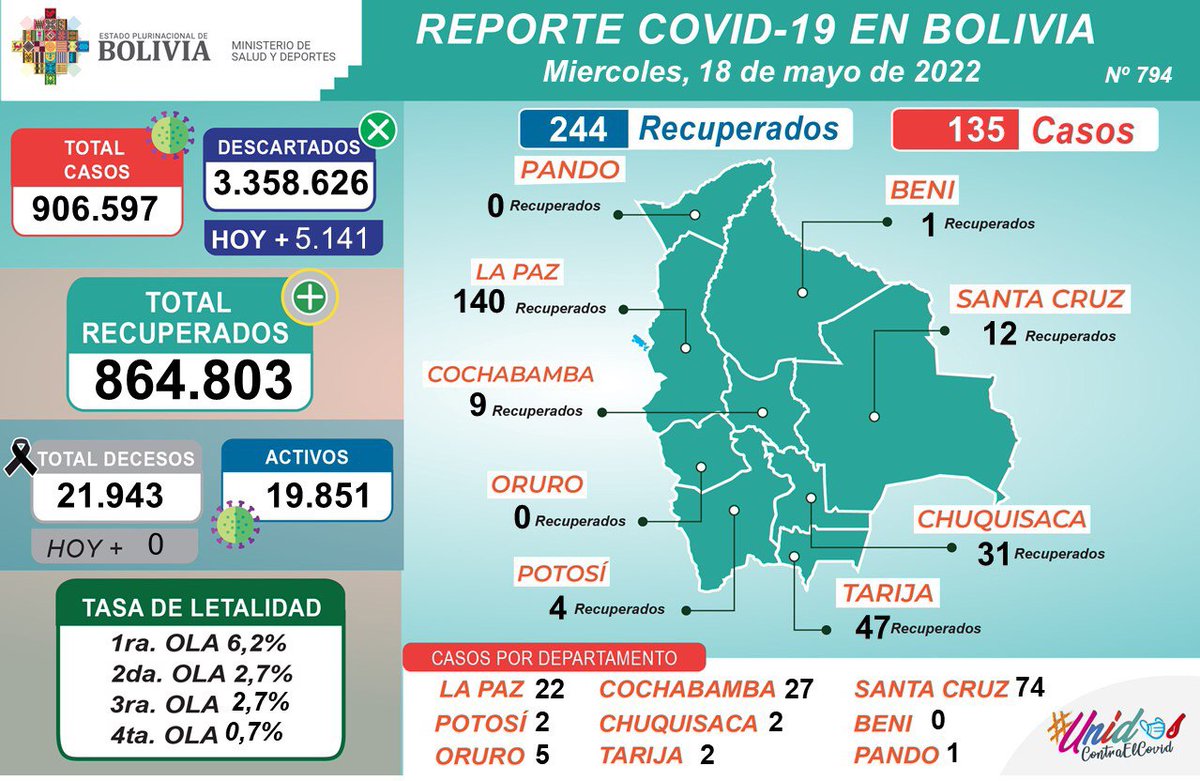 ESTADO PLURINACIONAL DE
BOLIVIA
MINISTERIO DE
SALUD Y DEPORTES
REPORTE COVID-19 EN BOLIVIA
Miercoles, 18 de mayo de 2022
Nº 794
TOTAL
CASOS
906.597
DESCARTADOS
3.358.626
HOY + 5.141
TOTAL
RECUPERADOS
864.803
TOTAL DECESOS
21.943
HOY + 0
ACTIVOS
19.851
TASA DE LETALIDAD
1ra. OLA 6,2%
2da. OLA 2,7%
3ra. OLA 2,7%
4ta. OLA 0,7%
244 Recuperados
135 Casos
PANDO
0 Recuperados
BENI
1 Recuperados
LA PAZ
140 Recuperados
SANTA CRUZ
12 Recuperados
COCHABAMBA
9 Recuperados
ORURO
0 Recuperados
CHUQUISACA
31 Recuperados
POTOSÍ
4 Recuperados
TARIJA
47 Recuperados
CASOS POR DEPARTAMENTO
LA PAZ 22 COCHABAMBA 27 SANTA CRUZ 74
POTOSÍ 2 CHUQUISACA 2 BENI 0
ORURO 5 TARIJA 2 PANDO 1
#Unidos
ContraElCovid